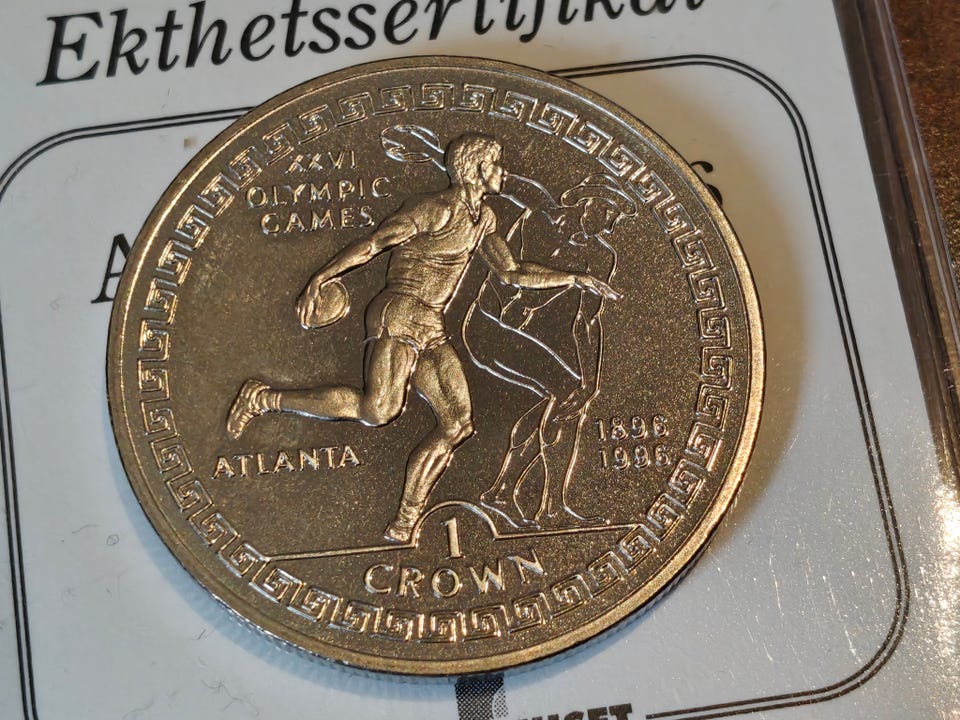 Ekthetssertifikat
XXVI
OLYMPIC
GAMES
ATLANTA
1896
1996
1
CROWN